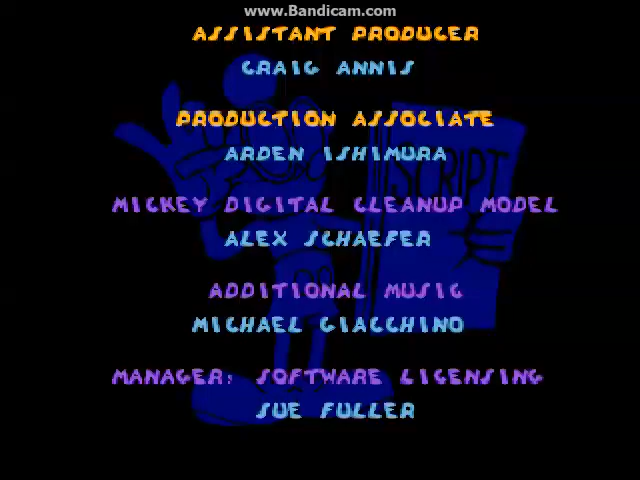 www.Bandicam.com
ASSISTANT PRODUCER
CRAIG ANNIS
PRODUCTION ASSOCIATE
ARDEN ISHIMURA
SCRIPT
MICKEY DIGITAL CLEANUP MODEL
ALEX SCHAEFER
ADDITIONAL MUSIC
MICHAEL GIACCHINO
MANAGER: SOFTWARE LICENSING
SUE FULLER